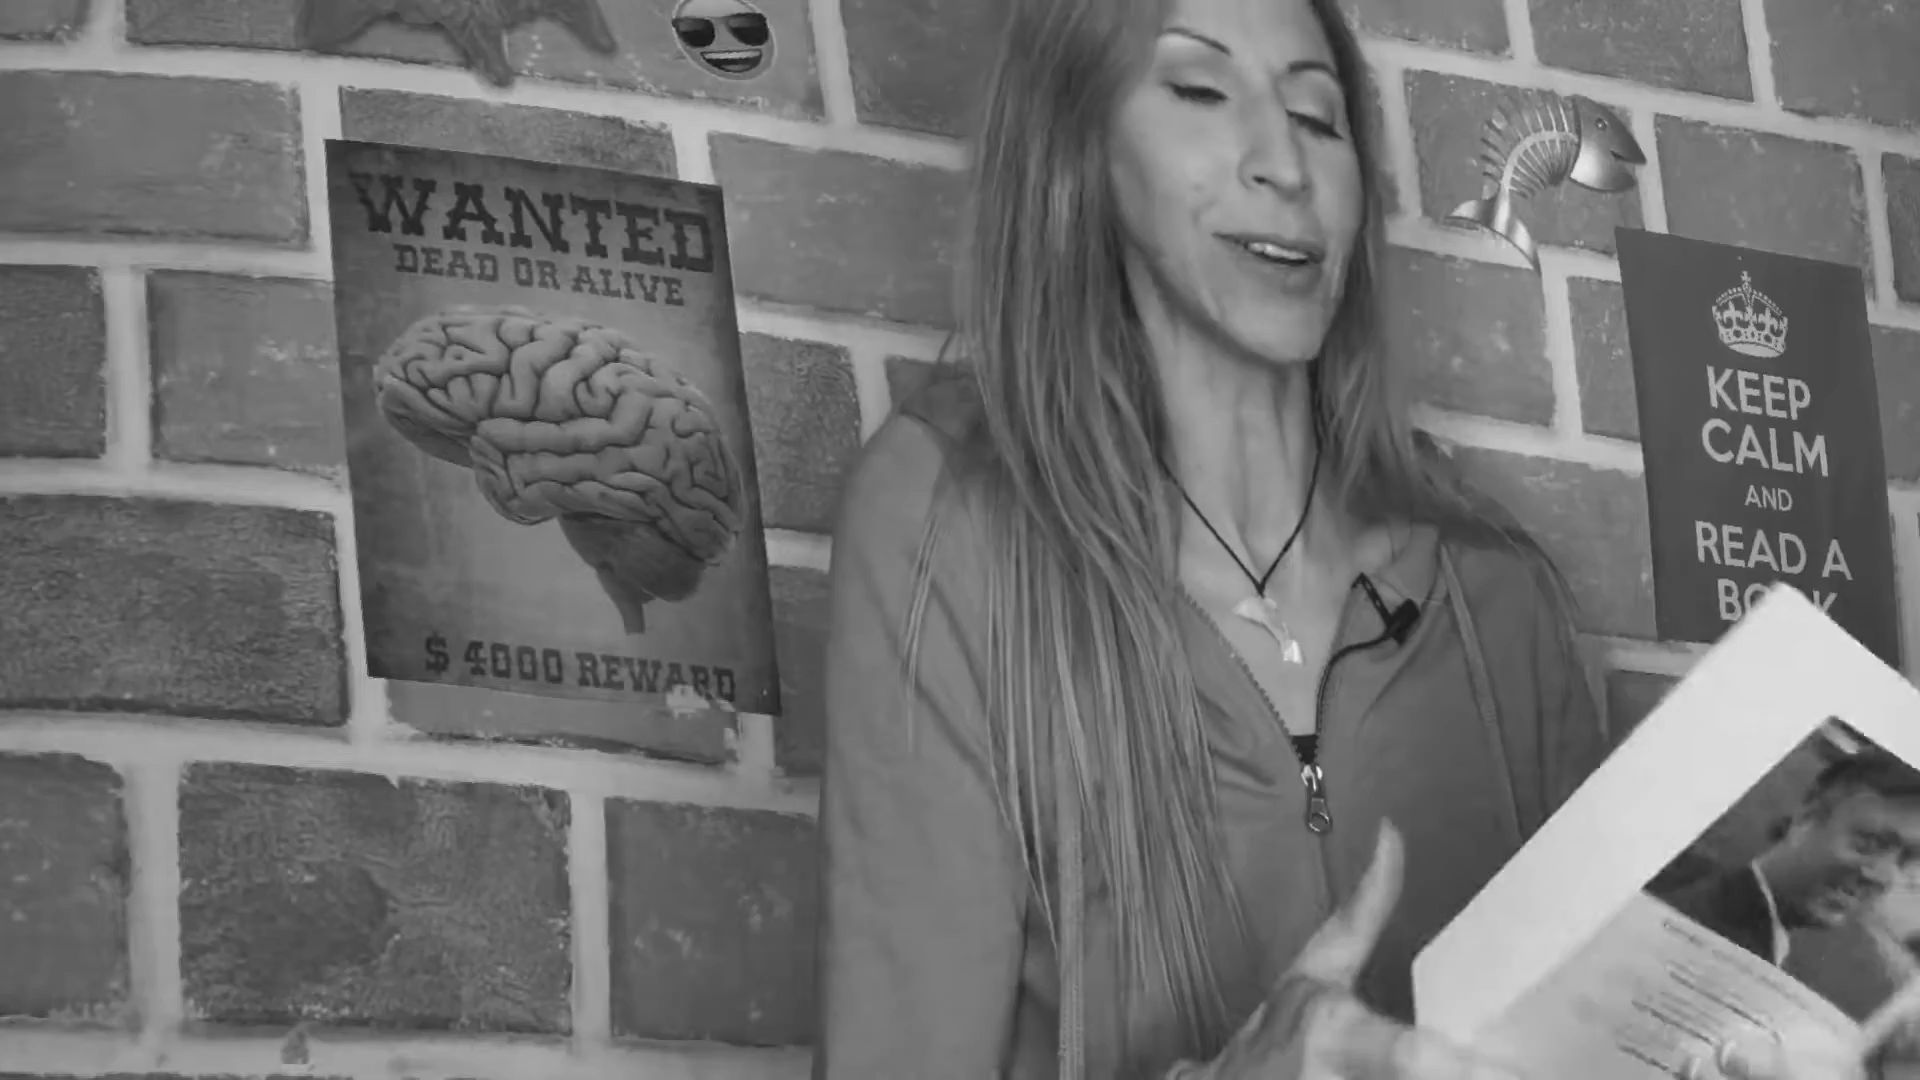 WANTED
DEAD OR ALIVE
$ 4000 REWARD
KEEP
CALM
AND
READ A